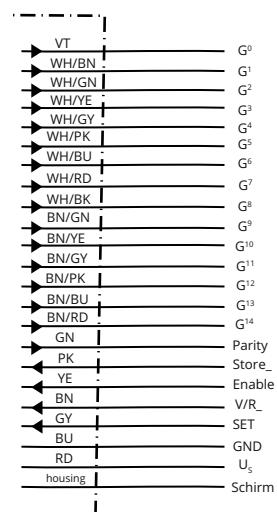 VT G⁰
WH/BN G¹
WH/GN G²
WH/YE G³
WH/GY G⁴
WH/PK G⁵
WH/BU G⁶
WH/RD G⁷
WH/BK G⁸
BN/GN G⁹
BN/YE G¹⁰
BN/GY G¹¹
BN/PK G¹²
BN/BU G¹³
BN/RD G¹⁴
GN Parity
PK Store_
YE Enable
BN V/R_
GY SET
BU GND
RD Uₛ
housing Schirm